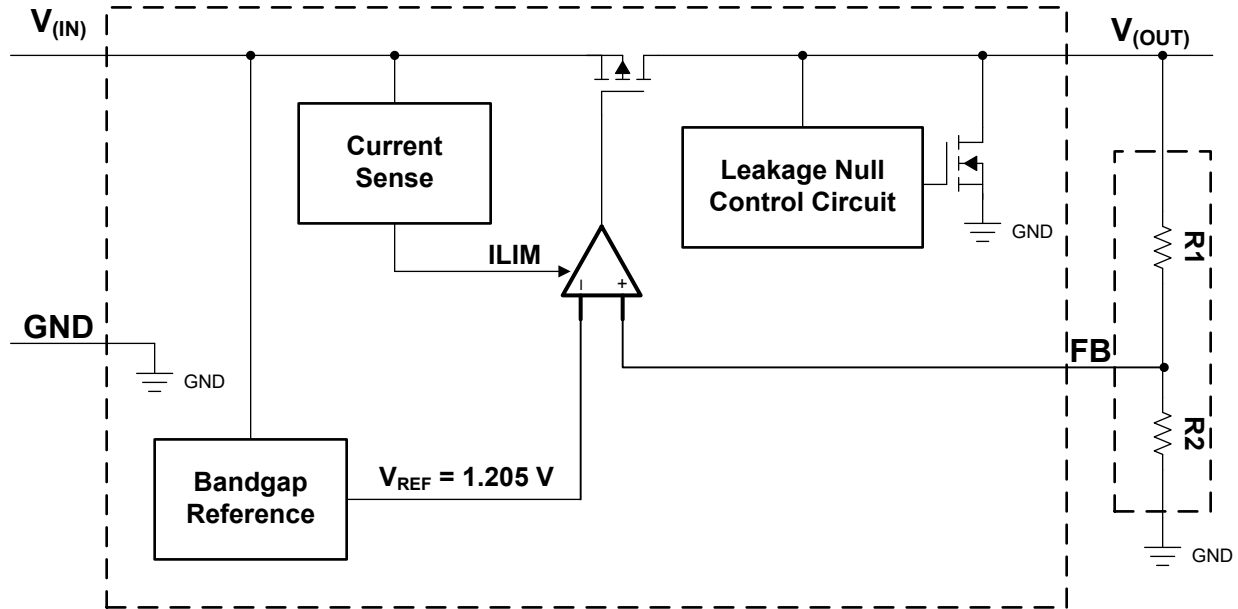 V(IN)
V(OUT)
Current
Sense
Leakage Null
Control Circuit
GND
R1
ILIM
– +
GND
GND
FB
R2
Bandgap
Reference
VREF = 1.205 V
GND